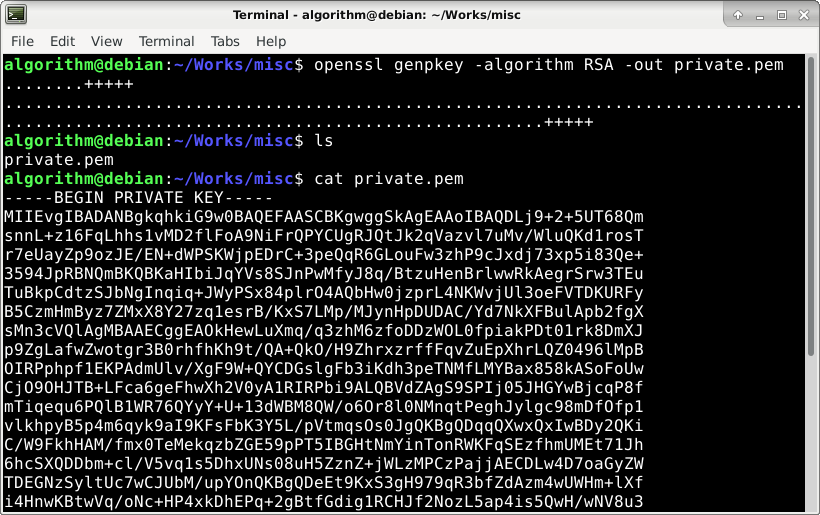 Terminal - algorithm@debian: ~/Works/misc
File Edit View Terminal Tabs Help
algorithm@debian:~/Works/misc$ openssl genpkey -algorithm RSA -out private.pem
........+++++
................................................................................
......................................................+++++
algorithm@debian:~/Works/misc$ ls
private.pem
algorithm@debian:~/Works/misc$ cat private.pem
-----BEGIN PRIVATE KEY-----
MIIEvgIBADANBgkqhkiG9w0BAQEFAASCBKgwggSkAgEAAoIBAQDLj9+2+5UT68Qm
snnL+z16FqLhhs1vMD2flFoA9NiFrQPYCUgRJQtJk2qVazvl7uMv/WluQKd1rosT
r7eUayZp9ozJE/EN+dWPSKWjpEDrC+3peQqR6GLouFw3zhP9cJxdj73xp5i83Qe+
3594JpRBNQmBKQBKaHIbiJqYVs8SJnPwMfyJ8q/BtzuHenBrlwwRkAegrSrw3TEu
TuBkpCdtzSJbNgInqiq+JWyPSx84plrO4AQbHw0jzprL4NKWvjUl3oeFVTDKURFy
B5CzmHmByz7ZMxX8Y27zq1esrB/KxS7LMp/MJynHpDUDAC/Yd7NkXFBulApb2fgX
sMn3cVQlAgMBAAECggEAOkHewLuXmq/q3zhM6zfoDDzWOL0fpiakPDt01rk8DmXJ
p9ZgLafwZwotgr3B0rhfhKh9t/QA+QkO/H9ZhrxzrffFqvZuEpXhrLQZ0496lMpB
OIRPphpf1EKPAdmUlv/XgF9W+QYCDGslgFb3iKdh3peTNMfLMYBax858kASoFoUw
CjO9OHJTB+LFca6geFhwXh2V0yA1RIRPbi9ALQBVdZAgS9SPIj05JHGYwBjcqP8f
mTiqequ6PQlB1WR76QYyY+U+13dWBM8QW/o6Or8l0NMnqtPeghJylgc98mDfOfp1
vlkhpyB5p4m6qyk9aI9KFsFbK3Y5L/pVtmqsOs0JgQKBgQDqqQXwxQxIwBDy2QKi
C/W9FkhHAM/fmx0TeMekqzbZGE59pPT5IBGHtNmYinTonRWKFqSEzfhmUMEt71Jh
6hcSXQDDbm+cl/V5vq1s5DhxUNs08uH5ZznZ+jWLzMPCzPajjAECDLw4D7oaGyZW
TDEGNzSyltUc7wCJUbM/upYOnQKBgQDeEt9KxS3gH979qR3bfZdAzm4wUWHm+lXf
i4HnwKBtwVq/oNc+HP4xkDhEPq+2gBtfGdig1RCHJf2NozL5ap4is5QwH/wNV8u3